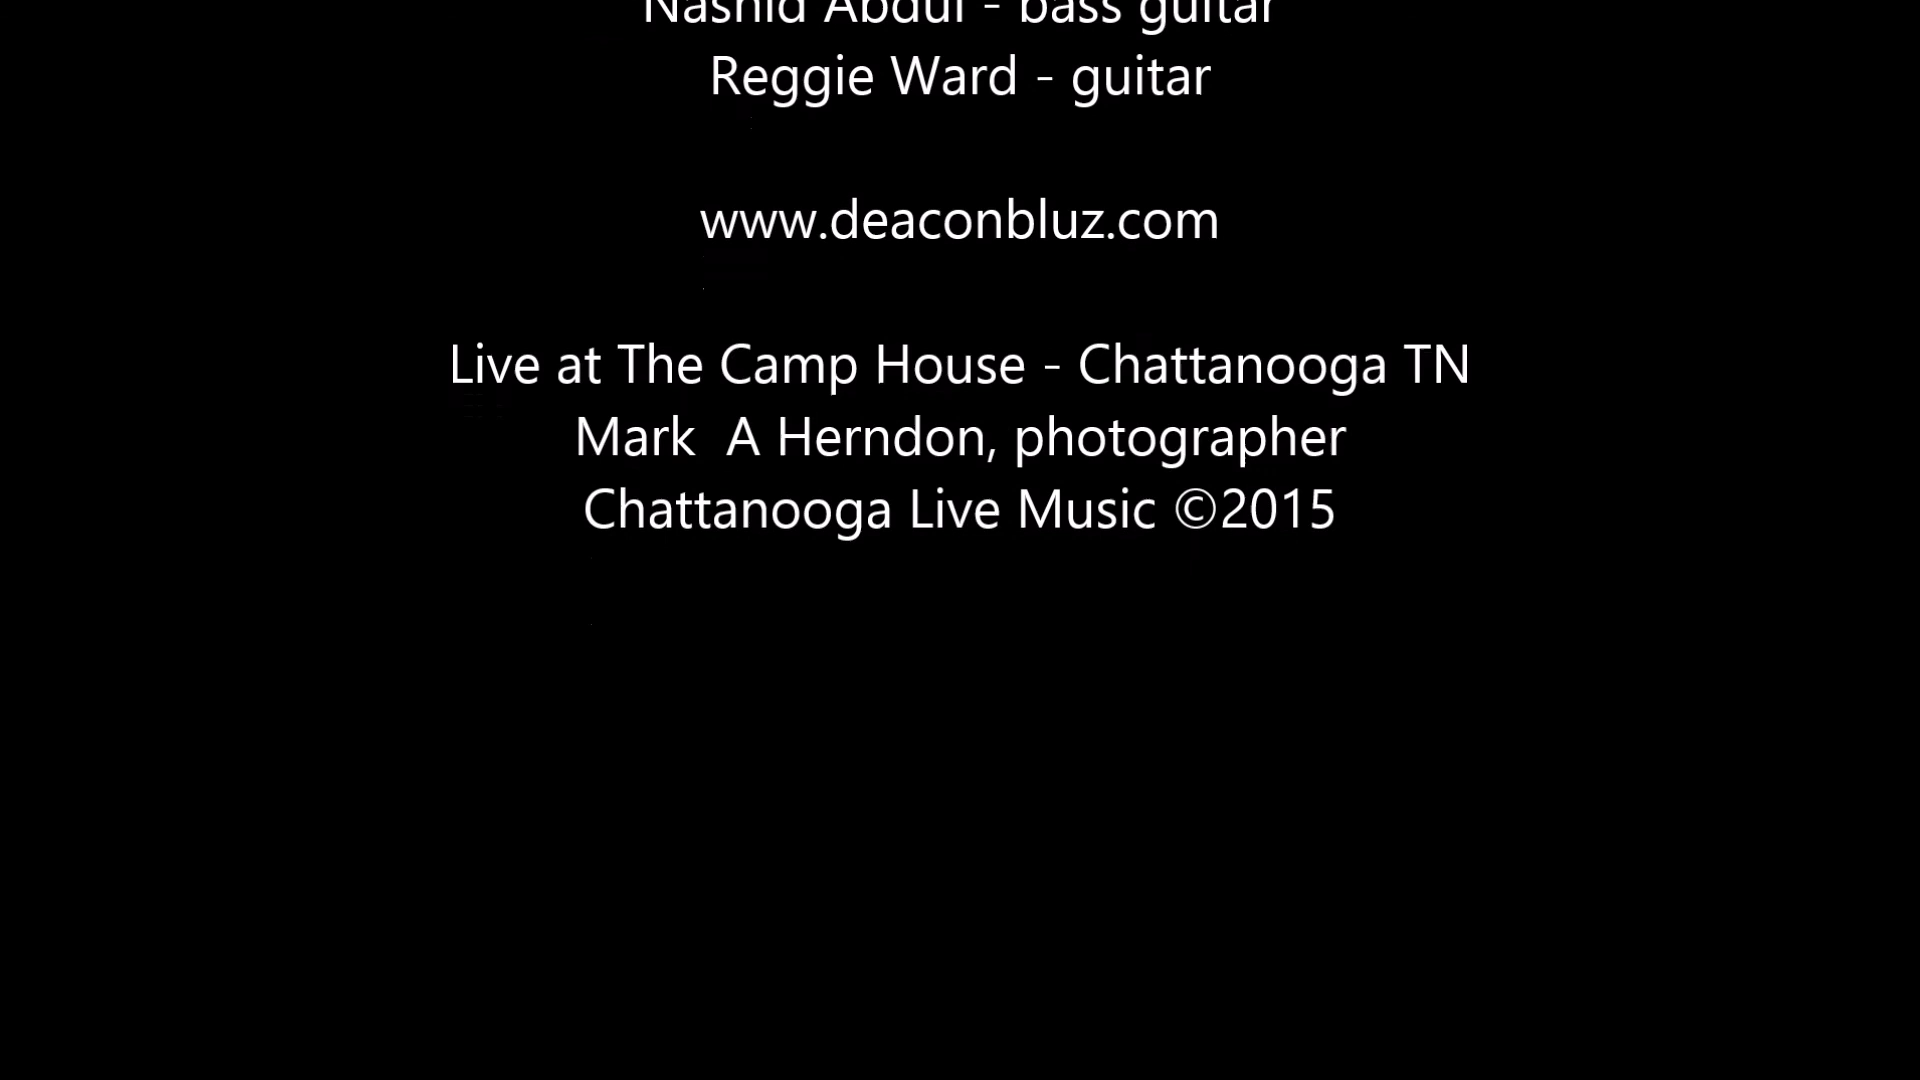 Nashid Abdul - bass guitar
Reggie Ward - guitar
www.deaconbluz.com
Live at The Camp House - Chattanooga TN
Mark  A Herndon, photographer
Chattanooga Live Music ©2015